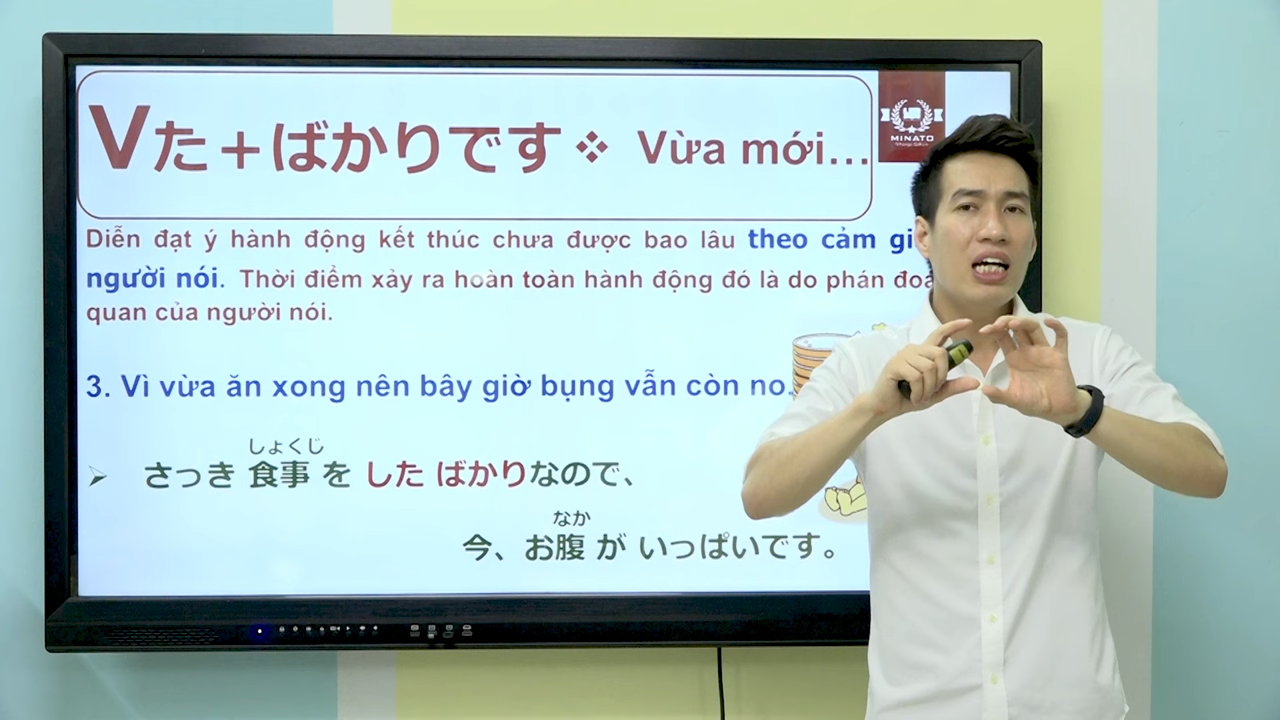 Vた＋ばかりです ❖ Vừa mới...
MINATO
Diễn đạt ý hành động kết thúc chưa được bao lâu theo cảm
người nói. Thời điểm xảy ra hoàn toàn hành động đó là do phán
quan của người nói.
3. Vì vừa ăn xong nên bây giờ bụng vẫn còn no.
しょくじ
➢ さっき 食事 を した ばかりなので、
なか
今、お腹 が いっぱいです。